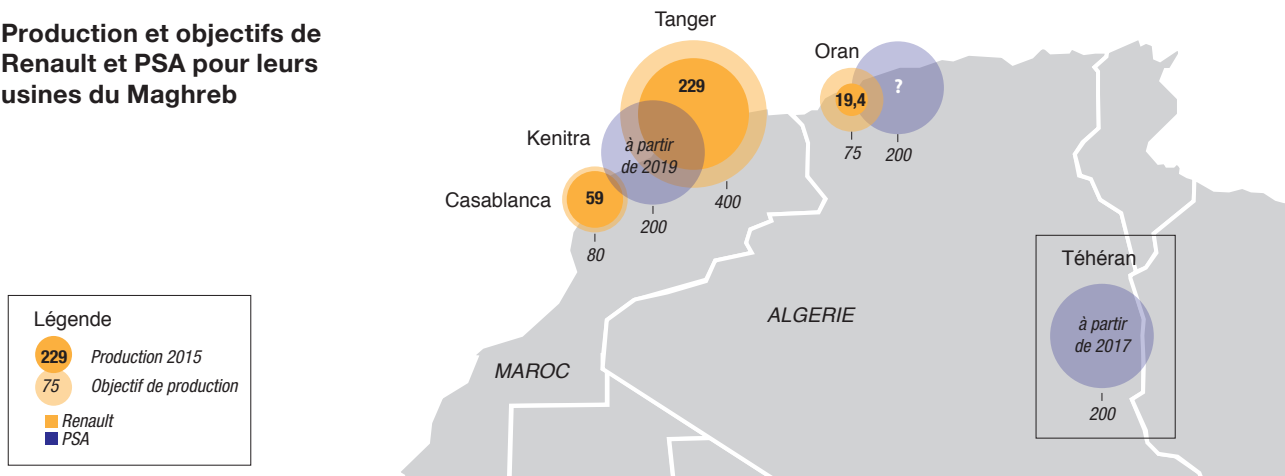 Production et objectifs de
Renault et PSA pour leurs
usines du Maghreb
Tanger
229
400
Oran
19,4
75
?
200
Kenitra
à partir
de 2019
200
Casablanca
59
80
ALGERIE
MAROC
Téhéran
à partir
de 2017
200
Légende
229 Production 2015
75 Objectif de production
Renault
PSA